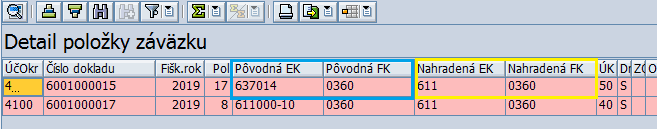 Detail položky záväzku
ÚčOkr Číslo dokladu Fišk.rok Pol Pôvodná EK Pôvodná FK Nahradená EK Nahradená FK ÚK Dr ZO O
4... 6001000015 2019 17 637014 0360 611 0360 50 S
4100 6001000017 2019 8 611000-10 0360 611 0360 40 S